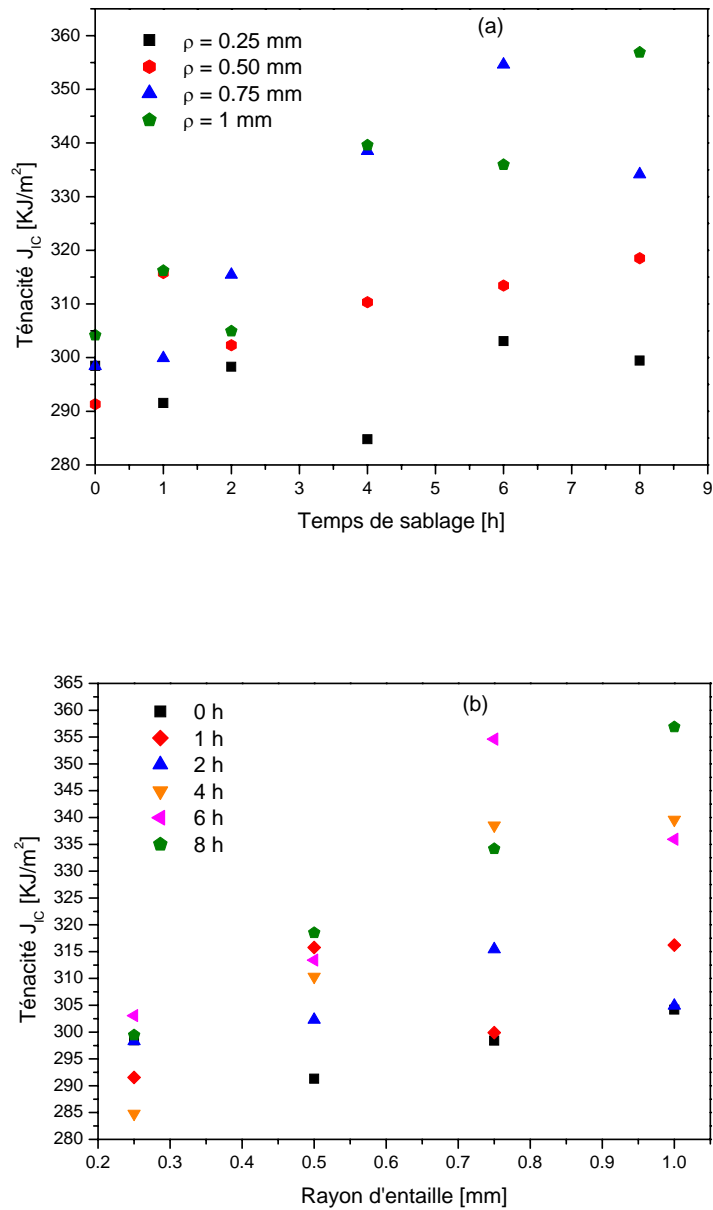 (a)
ρ = 0.25 mm
ρ = 0.50 mm
ρ = 0.75 mm
ρ = 1 mm
360
350
340
330
320
310
300
290
280
Ténacité J_IC [KJ/m²]
0 1 2 3 4 5 6 7 8 9
Temps de sablage [h]
(b)
0 h
1 h
2 h
4 h
6 h
8 h
365
360
355
350
345
340
335
330
325
320
315
310
305
300
295
290
285
280
Ténacité J_IC [KJ/m²]
0.2 0.3 0.4 0.5 0.6 0.7 0.8 0.9 1.0
Rayon d'entaille [mm]